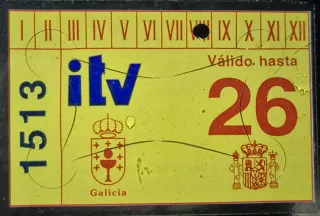 I II III IV V VI VII VIII IX X XI XII
1513
itv
Válido hasta
26
Galicia